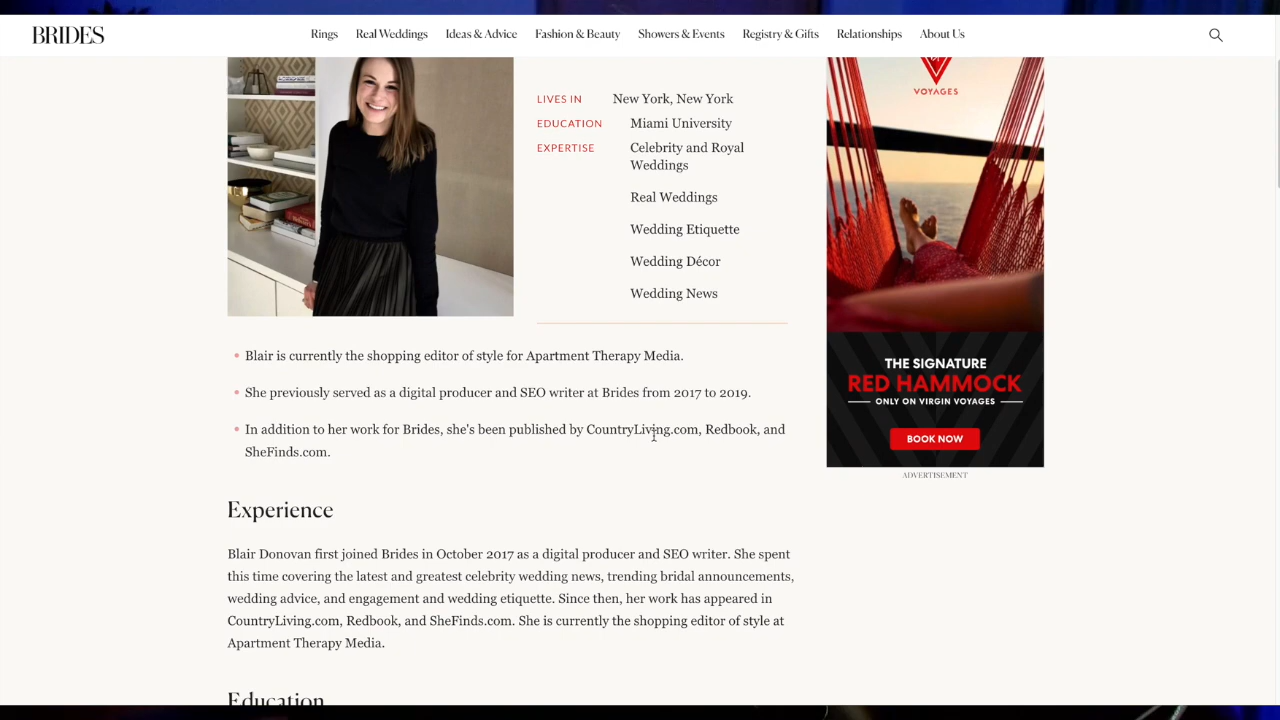 BRIDES
Rings Real Weddings Ideas & Advice Fashion & Beauty Showers & Events Registry & Gifts Relationships About Us
LIVES IN New York, New York
EDUCATION Miami University
EXPERTISE Celebrity and Royal
Weddings
Real Weddings
Wedding Etiquette
Wedding Décor
Wedding News
VOYAGES
THE SIGNATURE
RED HAMMOCK
ONLY ON VIRGIN VOYAGES
BOOK NOW
ADVERTISEMENT
Blair is currently the shopping editor of style for Apartment Therapy Media.
She previously served as a digital producer and SEO writer at Brides from 2017 to 2019.
In addition to her work for Brides, she's been published by CountryLiving.com, Redbook, and
SheFinds.com.
Experience
Blair Donovan first joined Brides in October 2017 as a digital producer and SEO writer. She spent
this time covering the latest and greatest celebrity wedding news, trending bridal announcements,
wedding advice, and engagement and wedding etiquette. Since then, her work has appeared in
CountryLiving.com, Redbook, and SheFinds.com. She is currently the shopping editor of style at
Apartment Therapy Media.
Education